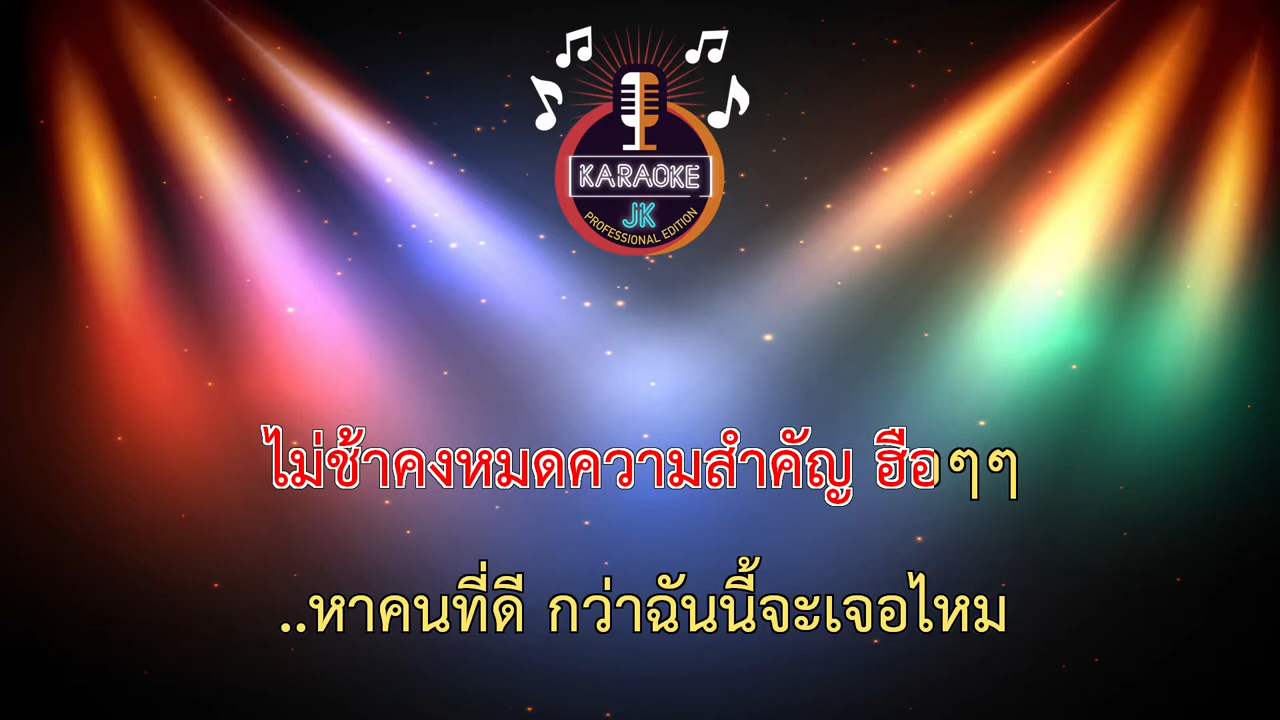 KARAOKE
JK
PROFESSIONAL EDITION
ไม่ช้าคงหมดความสำคัญ ฮือๆๆ
..หาคนที่ดี กว่าฉันนี้จะเจอไหม